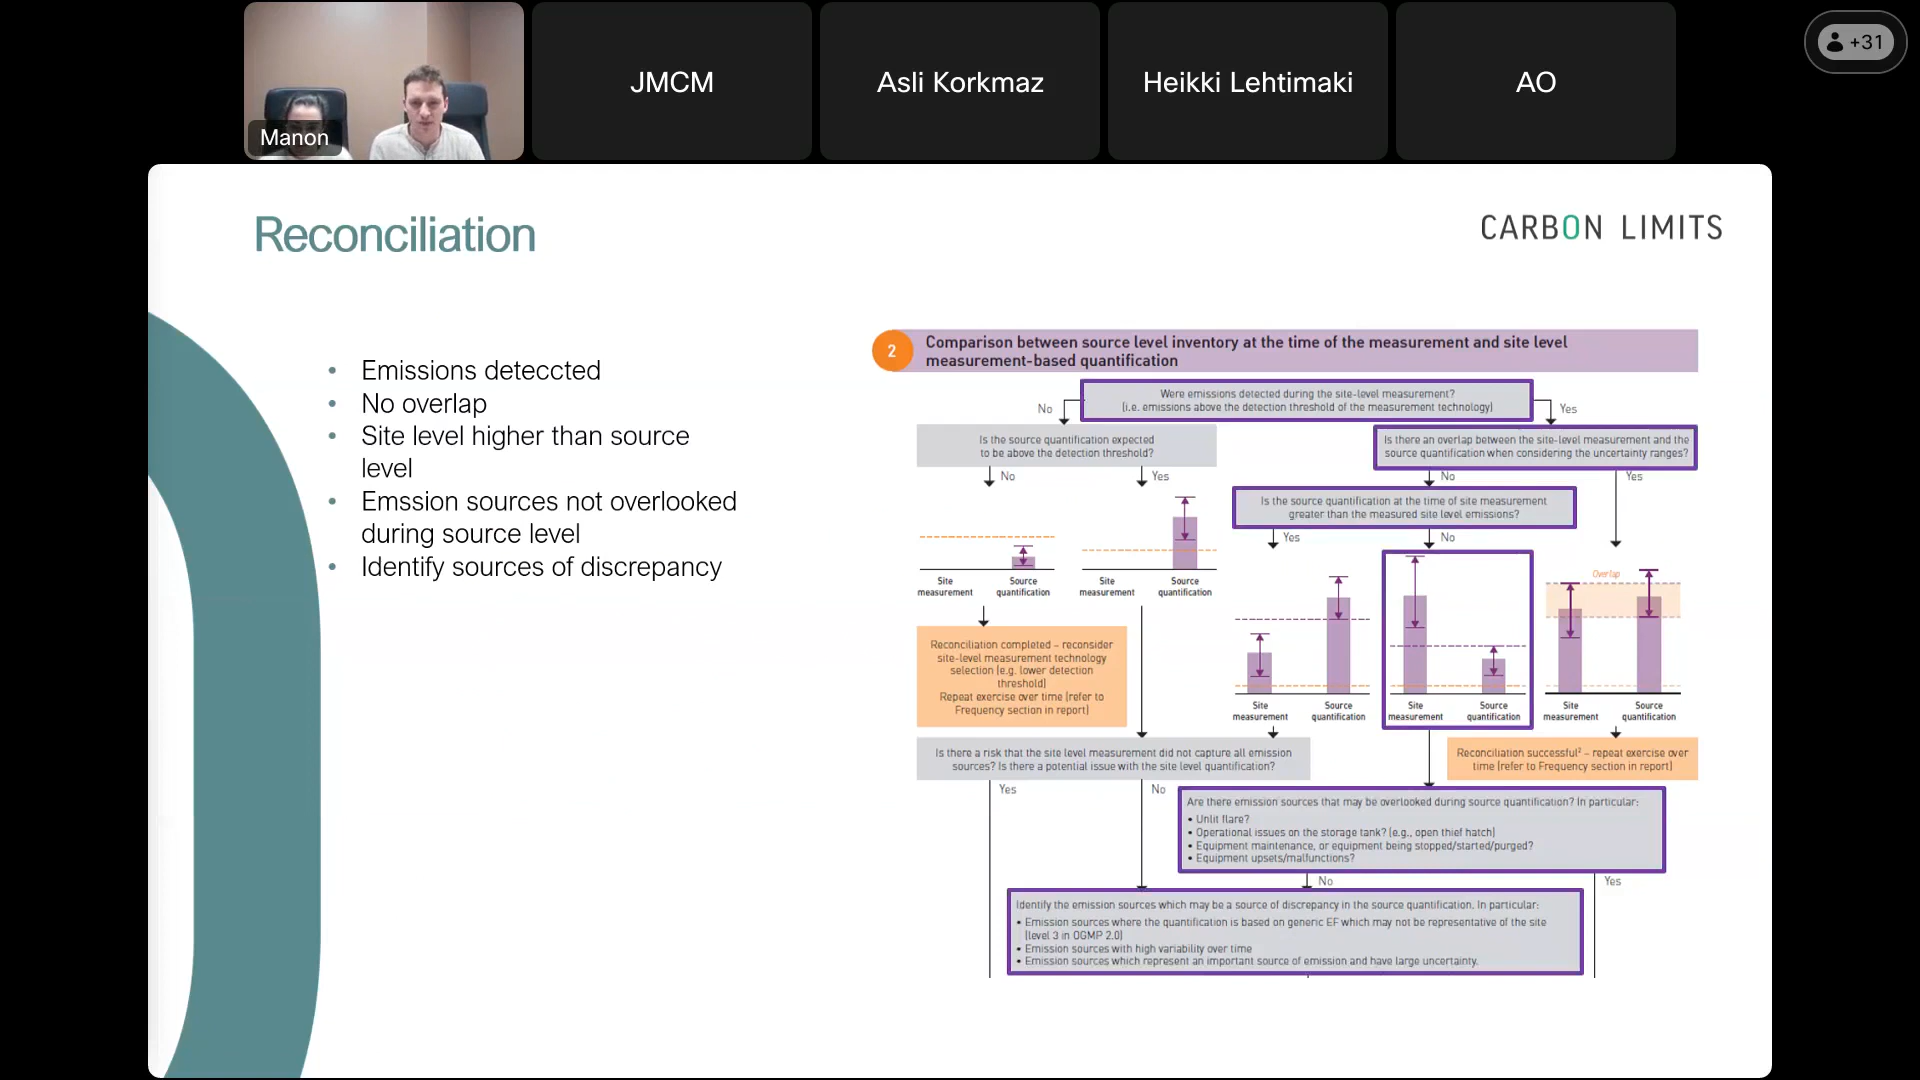 JMCM
Asli Korkmaz
Heikki Lehtimaki
AO
+31
Manon
Reconciliation
CARBON LIMITS
• Emissions deteccted
• No overlap
• Site level higher than source
level
• Emssion sources not overlooked
during source level
• Identify sources of discrepancy
2
Comparison between source level inventory at the time of the measurement and site level
measurement-based quantification
Were emissions detected during the site-level measurement?
(i.e. emissions above the detection threshold of the measurement technology)
No
Yes
Is the source quantification expected
to be above the detection threshold?
Is there an overlap between the site-level measurement and the
source quantification when considering the uncertainty ranges?
No
Yes
No
Yes
Is the source quantification at the time of site measurement
greater than the measured site level emissions?
Yes
No
Overlap
Site
measurement
Source
quantification
Site
measurement
Source
quantification
Site
measurement
Source
quantification
Site
measurement
Source
quantification
Site
measurement
Source
quantification
Reconciliation completed – reconsider
site-level measurement technology
selection (e.g. lower detection
threshold)
Repeat exercise over time (refer to
Frequency section in report)
Is there a risk that the site level measurement did not capture all emission
sources? Is there a potential issue with the site level quantification?
Reconciliation successful² – repeat exercise over
time (refer to Frequency section in report)
Yes
No
Are there emission sources that may be overlooked during source quantification? In particular:
• Unlit flare?
• Operational issues on the storage tank? (e.g., open thief hatch)
• Equipment maintenance, or equipment being stopped/started/purged?
• Equipment upsets/malfunctions?
No
Yes
Identify the emission sources which may be a source of discrepancy in the source quantification. In particular:
• Emission sources where the quantification is based on generic EF which may not be representative of the site
(level 3 in OGMP 2.0)
• Emission sources with high variability over time
• Emission sources which represent an important source of emission and have large uncertainty.